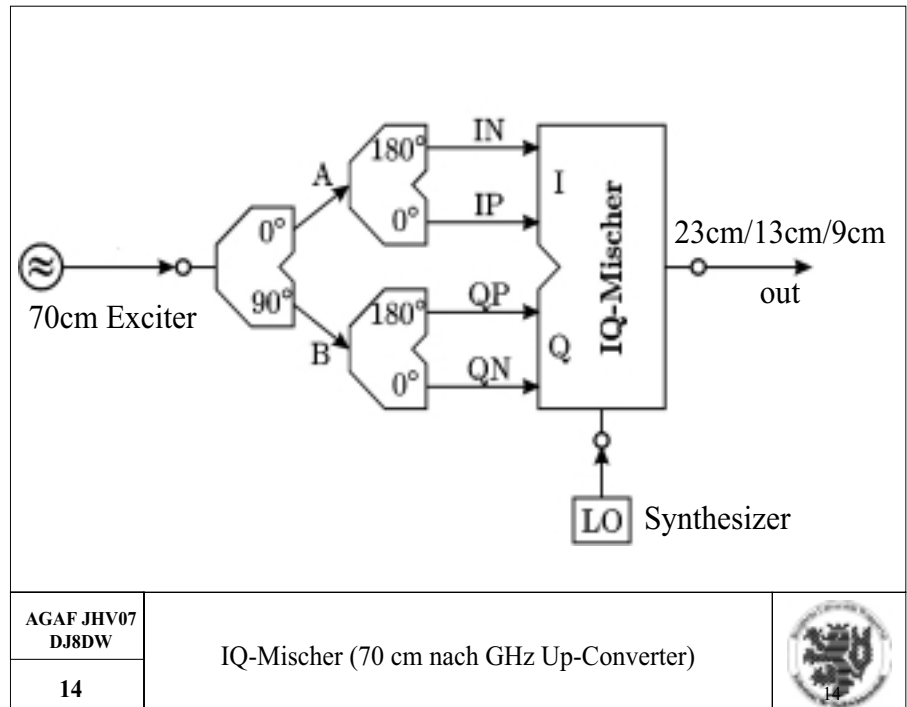 180°
IN
A
I
0°
0°
IP
IQ-Mischer
23cm/13cm/9cm
out
70cm Exciter
90°
180°
QP
B
Q
0°
QN
LO
Synthesizer
AGAF JHV07
DJ8DW
14
IQ-Mischer (70 cm nach GHz Up-Converter)
14